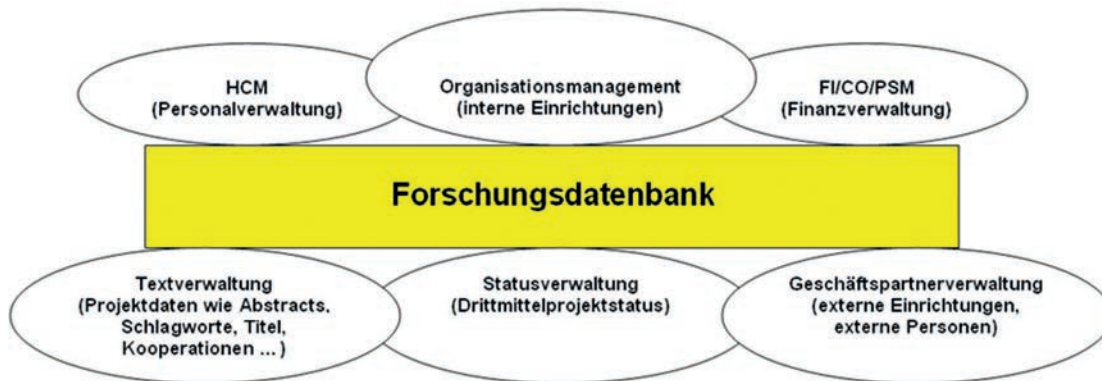 HCM
(Personalverwaltung)
Organisationsmanagement
(interne Einrichtungen)
FI/CO/PSM
(Finanzverwaltung)
Forschungsdatenbank
Textverwaltung
(Projektdaten wie Abstracts,
Schlagworte, Titel,
Kooperationen ... )
Statusverwaltung
(Drittmittelprojektstatus)
Geschäftspartnerverwaltung
(externe Einrichtungen,
externe Personen)